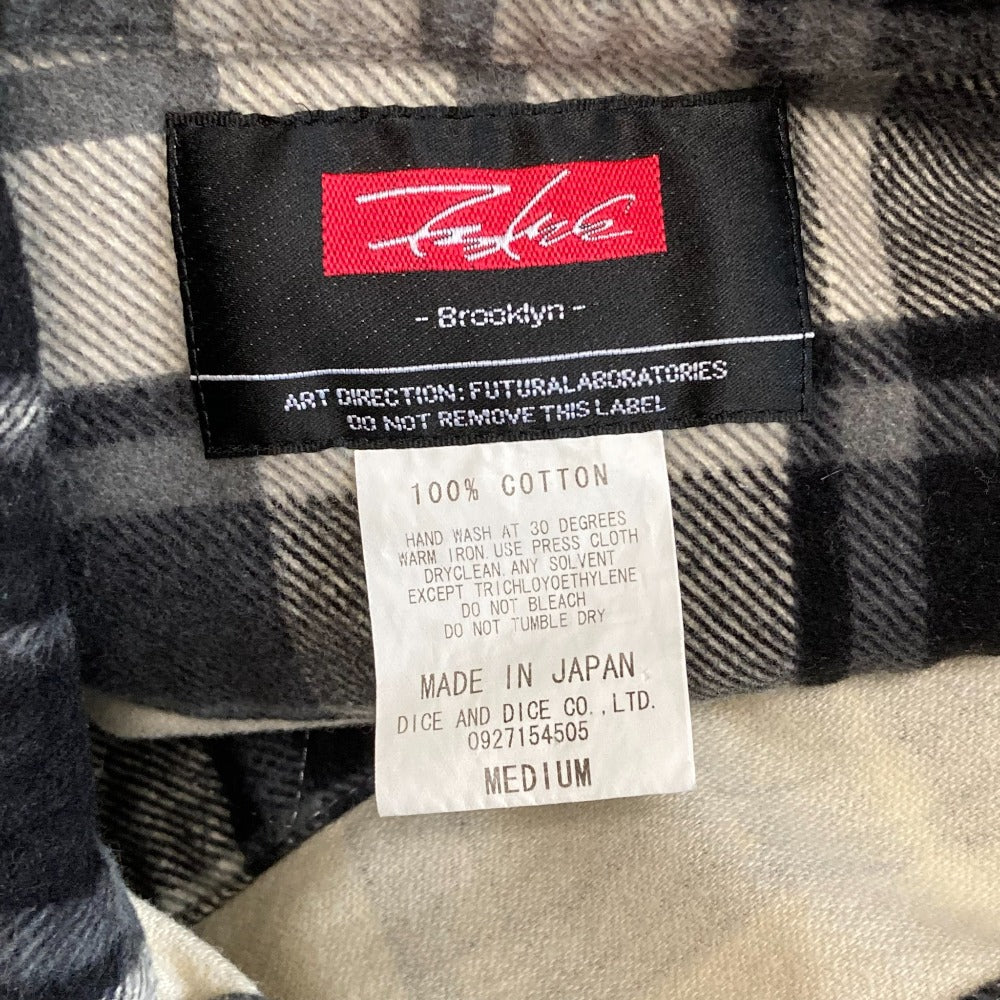 Futura
- Brooklyn -
ART DIRECTION: FUTURALABORATORIES
DO NOT REMOVE THIS LABEL
100% COTTON
HAND WASH AT 30 DEGREES
WARM IRON USE PRESS CLOTH
DRYCLEAN. ANY SOLVENT
EXCEPT TRICHLOYOETHYLENE
DO NOT BLEACH
DO NOT TUMBLE DRY
MADE IN JAPAN
DICE AND DICE CO.,LTD.
0927154505
MEDIUM